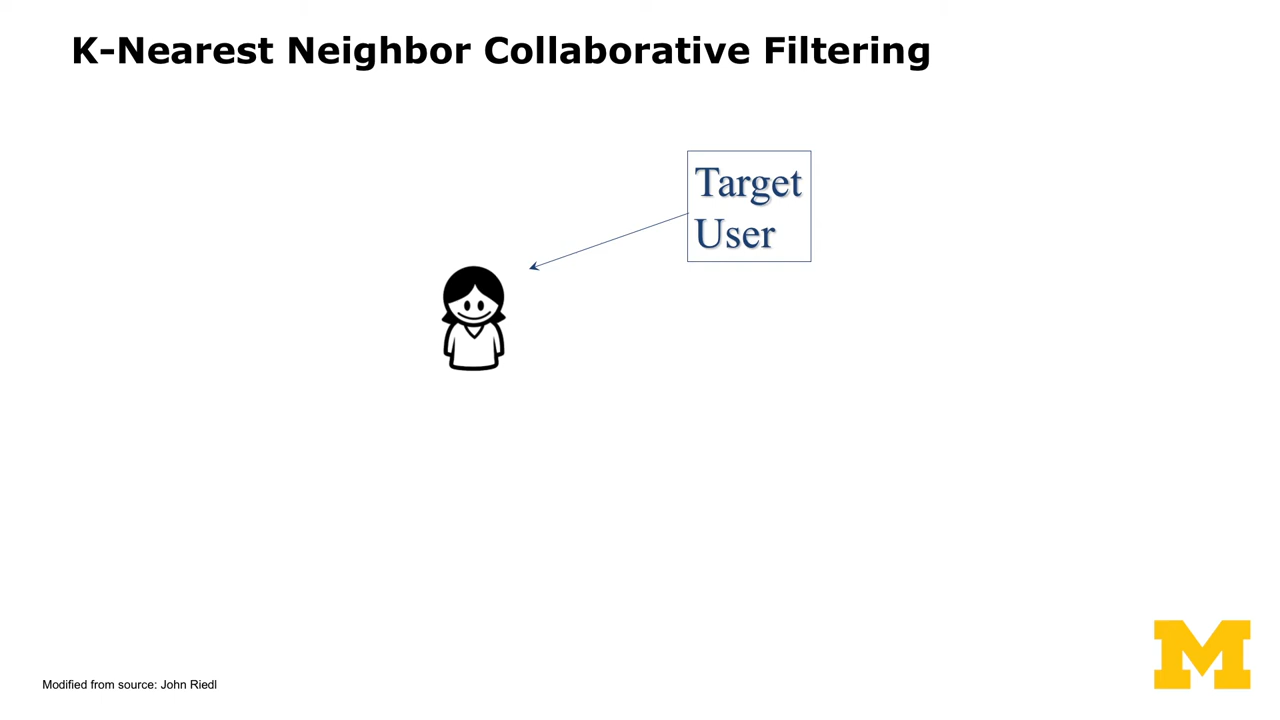 K-Nearest Neighbor Collaborative Filtering
Target
User
M
Modified from source: John Riedl